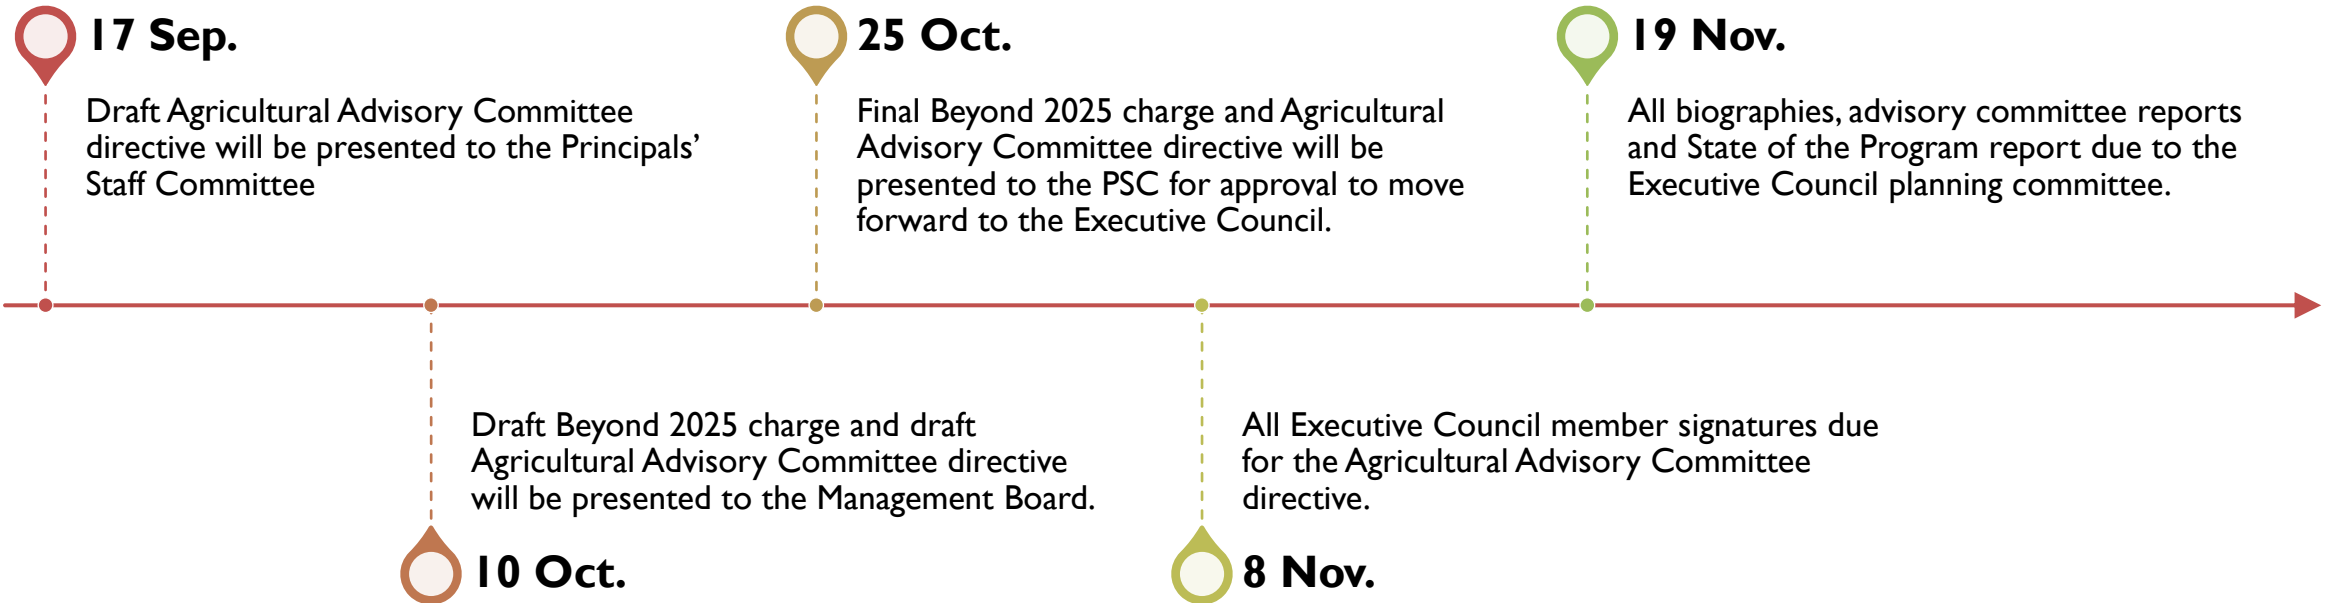 17 Sep.
Draft Agricultural Advisory Committee
directive will be presented to the Principals’
Staff Committee
25 Oct.
Final Beyond 2025 charge and Agricultural
Advisory Committee directive will be
presented to the PSC for approval to move
forward to the Executive Council.
19 Nov.
All biographies, advisory committee reports
and State of the Program report due to the
Executive Council planning committee.
Draft Beyond 2025 charge and draft
Agricultural Advisory Committee directive
will be presented to the Management Board.
10 Oct.
All Executive Council member signatures due
for the Agricultural Advisory Committee
directive.
8 Nov.